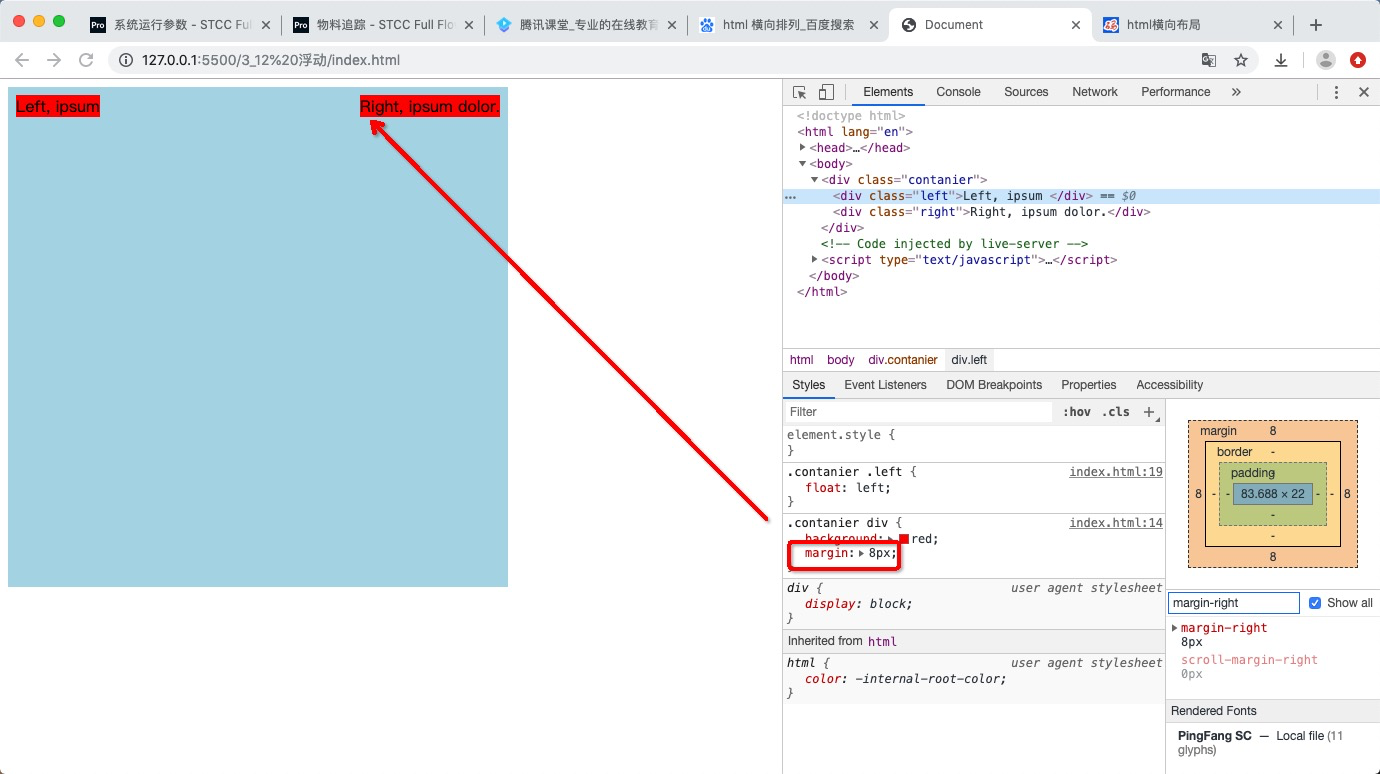 系统运行参数 - STCC Ful
物料追踪 - STCC Full Flo
腾讯课堂_专业的在线教育
html 横向排列_百度搜索
Document
html横向布局
127.0.0.1:5500/3_12%20浮动/index.html
Left, ipsum
Right, ipsum dolor.
Elements Console Sources Network Performance »
<!doctype html>
<html lang="en">
<head>…</head>
<body>
<div class="contanier">
<div class="left">Left, ipsum </div> == $0
<div class="right">Right, ipsum dolor.</div>
</div>
<!-- Code injected by live-server -->
<script type="text/javascript">…</script>
</body>
</html>
html body div.contanier div.left
Styles Event Listeners DOM Breakpoints Properties Accessibility
Filter :hov .cls +
element.style {
}
.contanier .left { index.html:19
float: left;
}
.contanier div { index.html:14
background: red;
margin: 8px;
}
div { user agent stylesheet
display: block;
}
Inherited from html
html { user agent stylesheet
color: -internal-root-color;
}
margin 8
border -
padding -
8 - - 83.688 × 22 - - 8
-
-
8
margin-right Show all
margin-right
8px
scroll-margin-right
0px
Rendered Fonts
PingFang SC — Local file (11
glyphs)